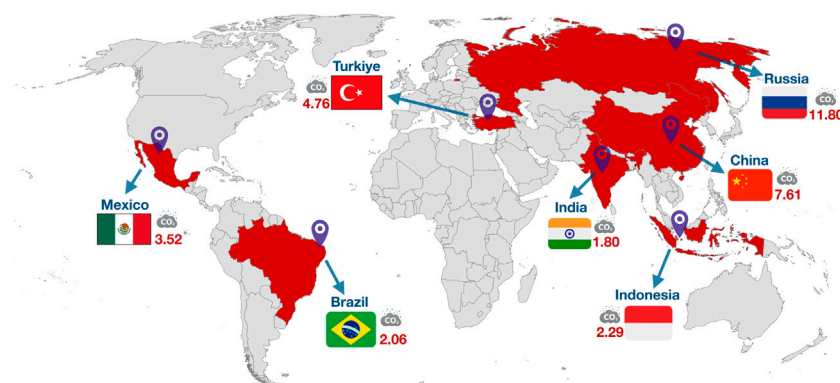 Turkiye
CO₂
4.76
Russia
CO₂
11.80
China
CO₂
7.61
Mexico
CO₂
3.52
India
CO₂
1.80
Brazil
CO₂
2.06
Indonesia
CO₂
2.29